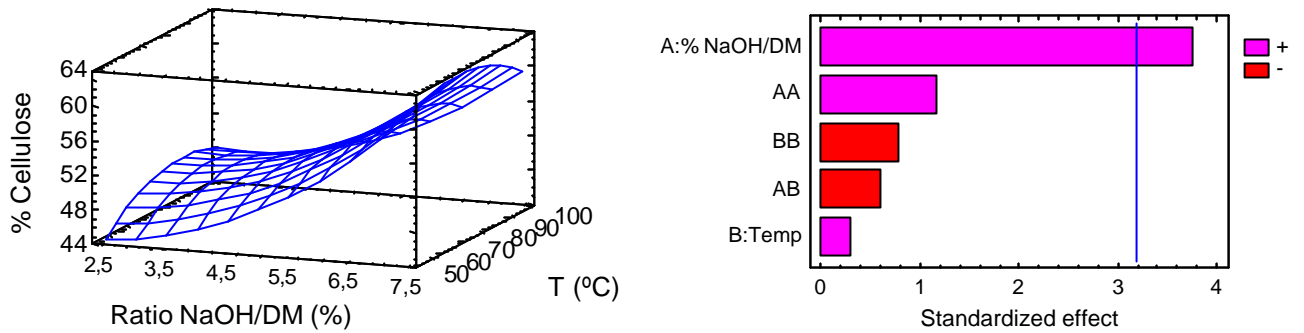 64
60
56
52
48
44
% Cellulose
2,5
3,5
4,5
5,5
6,5
7,5
Ratio NaOH/DM (%)
50
60
70
80
90
100
T (ºC)
A:% NaOH/DM
AA
BB
AB
B:Temp
0
1
2
3
4
Standardized effect
+
-